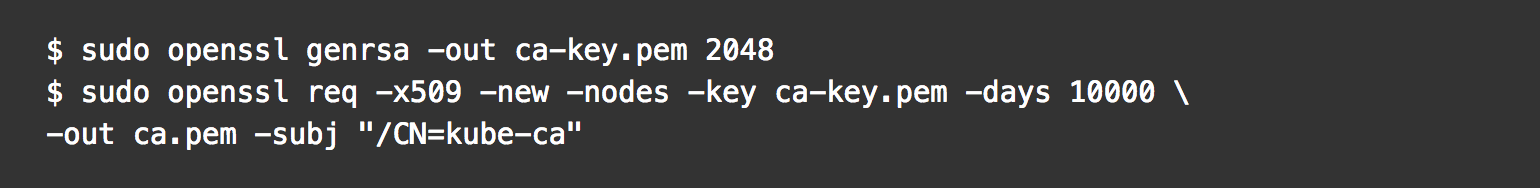 $ sudo openssl genrsa -out ca-key.pem 2048
$ sudo openssl req -x509 -new -nodes -key ca-key.pem -days 10000 \
-out ca.pem -subj "/CN=kube-ca"